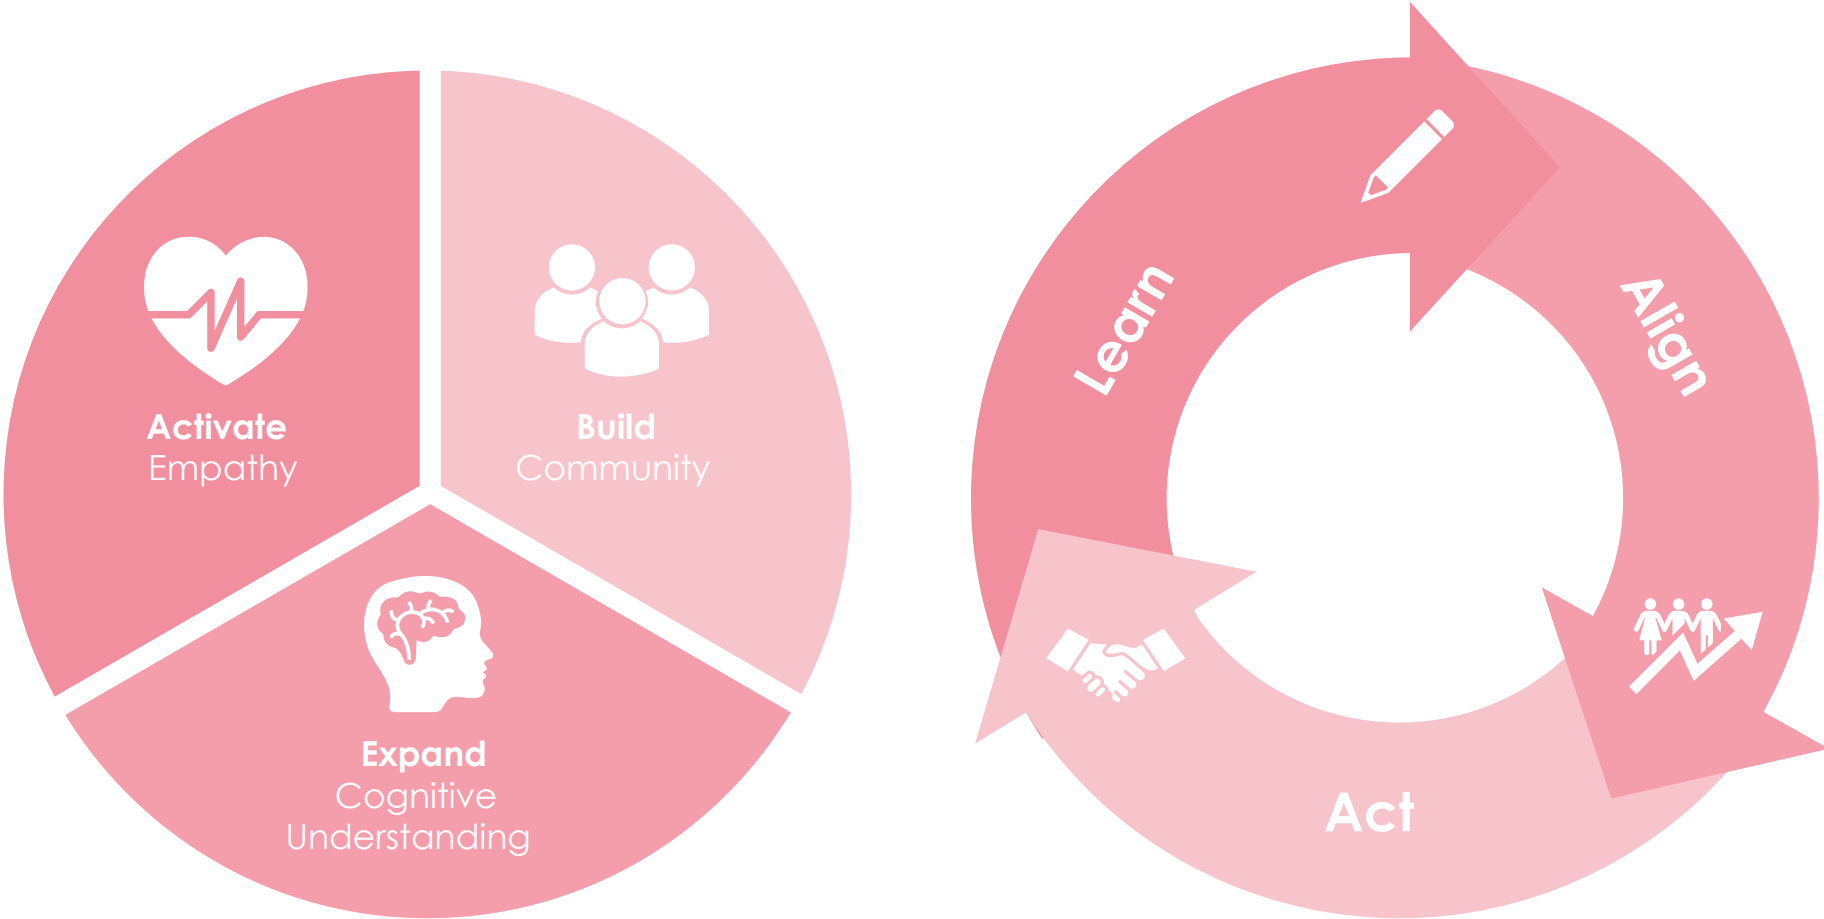 Activate
Empathy
Build
Community
Expand
Cognitive
Understanding
Learn
Align
Act